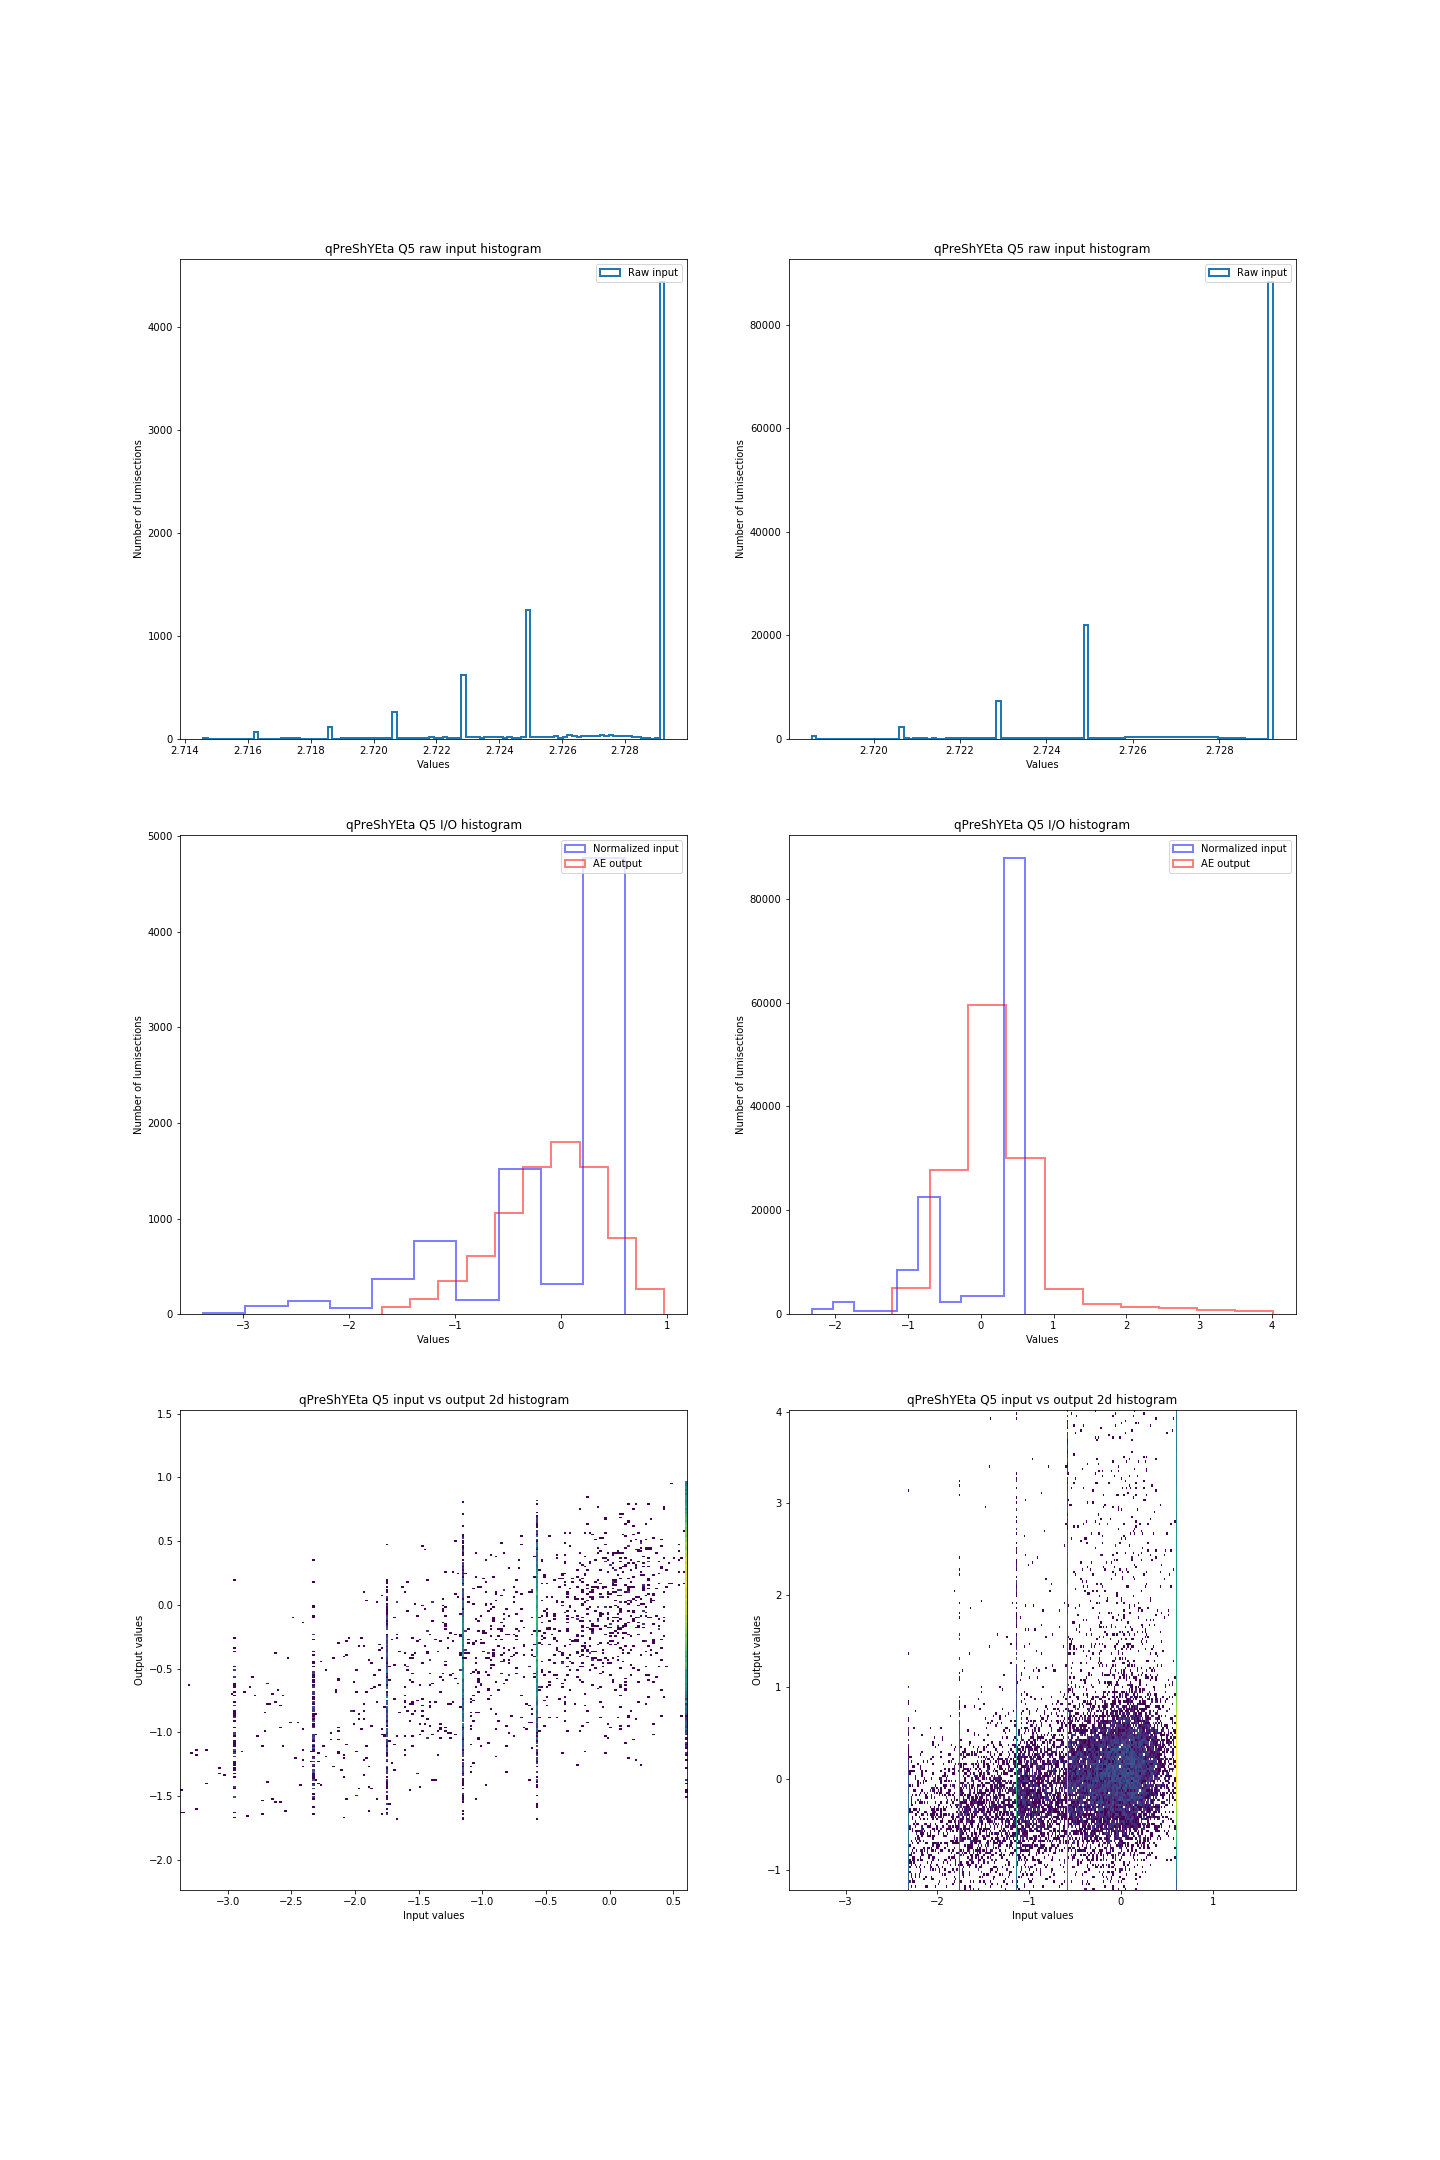 qPreShYEta Q5 raw input histogram
Raw input
Number of lumisections
4000
3000
2000
1000
0
2.714 2.716 2.718 2.720 2.722 2.724 2.726 2.728
Values
qPreShYEta Q5 raw input histogram
Raw input
Number of lumisections
80000
60000
40000
20000
0
2.720 2.722 2.724 2.726 2.728
Values
qPreShYEta Q5 I/O histogram
Normalized input
AE output
Number of lumisections
5000
4000
3000
2000
1000
0
−3 −2 −1 0 1
Values
qPreShYEta Q5 I/O histogram
Normalized input
AE output
Number of lumisections
80000
60000
40000
20000
0
−2 −1 0 1 2 3 4
Values
qPreShYEta Q5 input vs output 2d histogram
Output values
1.5
1.0
0.5
0.0
−0.5
−1.0
−1.5
−2.0
−3.0 −2.5 −2.0 −1.5 −1.0 −0.5 0.0 0.5
Input values
qPreShYEta Q5 input vs output 2d histogram
Output values
4
3
2
1
0
−1
−3 −2 −1 0 1
Input values